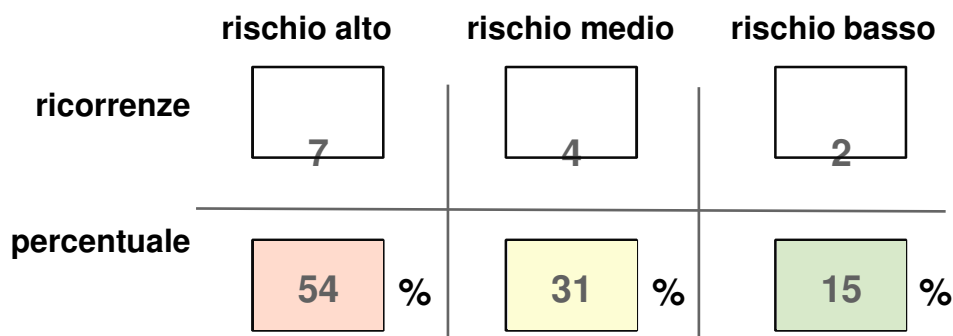 rischio alto rischio medio rischio basso
ricorrenze
7 4 2
percentuale
54 % 31 % 15 %